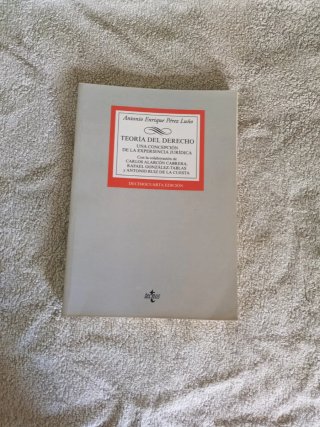 Antonio Enrique Pérez Luño
TEORÍA DEL DERECHO
UNA CONCEPCIÓN
DE LA EXPERIENCIA JURÍDICA
Con la colaboración de
CARLOS ALARCÓN CABRERA,
RAFAEL GONZÁLEZ-TABLAS
y ANTONIO RUIZ DE LA CUESTA
DECIMOCUARTA EDICIÓN
tecnos